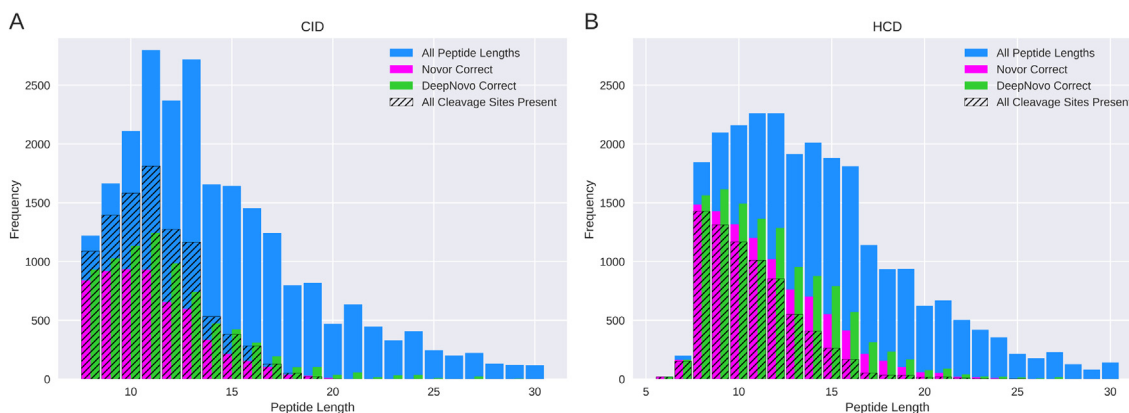 A
CID
All Peptide Lengths
Novor Correct
DeepNovo Correct
All Cleavage Sites Present
Frequency
2500
2000
1500
1000
500
0
10 15 20 25 30
Peptide Length
B
HCD
All Peptide Lengths
Novor Correct
DeepNovo Correct
All Cleavage Sites Present
Frequency
2500
2000
1500
1000
500
0
5 10 15 20 25 30
Peptide Length